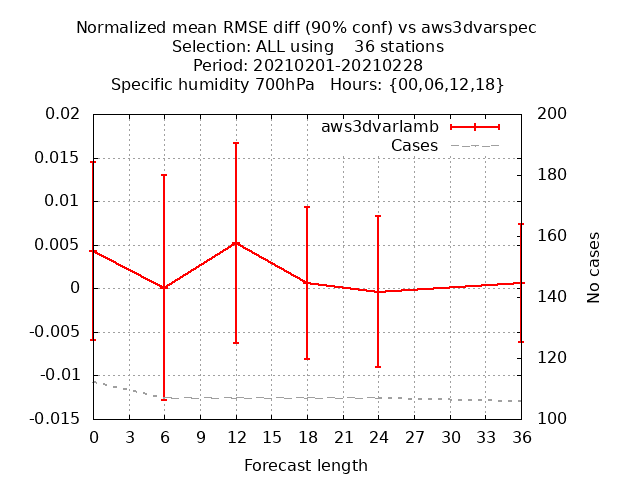 Normalized mean RMSE diff (90% conf) vs aws3dvarspec
Selection: ALL using    36 stations
Period: 20210201-20210228
Specific humidity 700hPa   Hours: {00,06,12,18}
aws3dvarlamb
Cases
0.02
0.015
0.01
0.005
0
-0.005
-0.01
-0.015
200
180
160
140
120
100
No cases
0 3 6 9 12 15 18 21 24 27 30 33 36
Forecast length